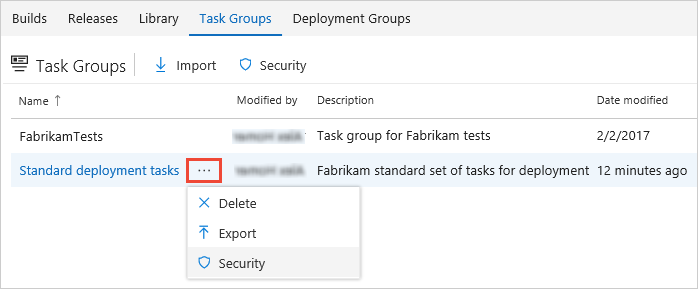 Builds Releases Library Task Groups Deployment Groups
Task Groups Import Security
Name ↑ Modified by Description Date modified
FabrikamTests Task group for Fabrikam tests 2/2/2017
Standard deployment tasks ... Fabrikam standard set of tasks for deployment 12 minutes ago
Delete
Export
Security